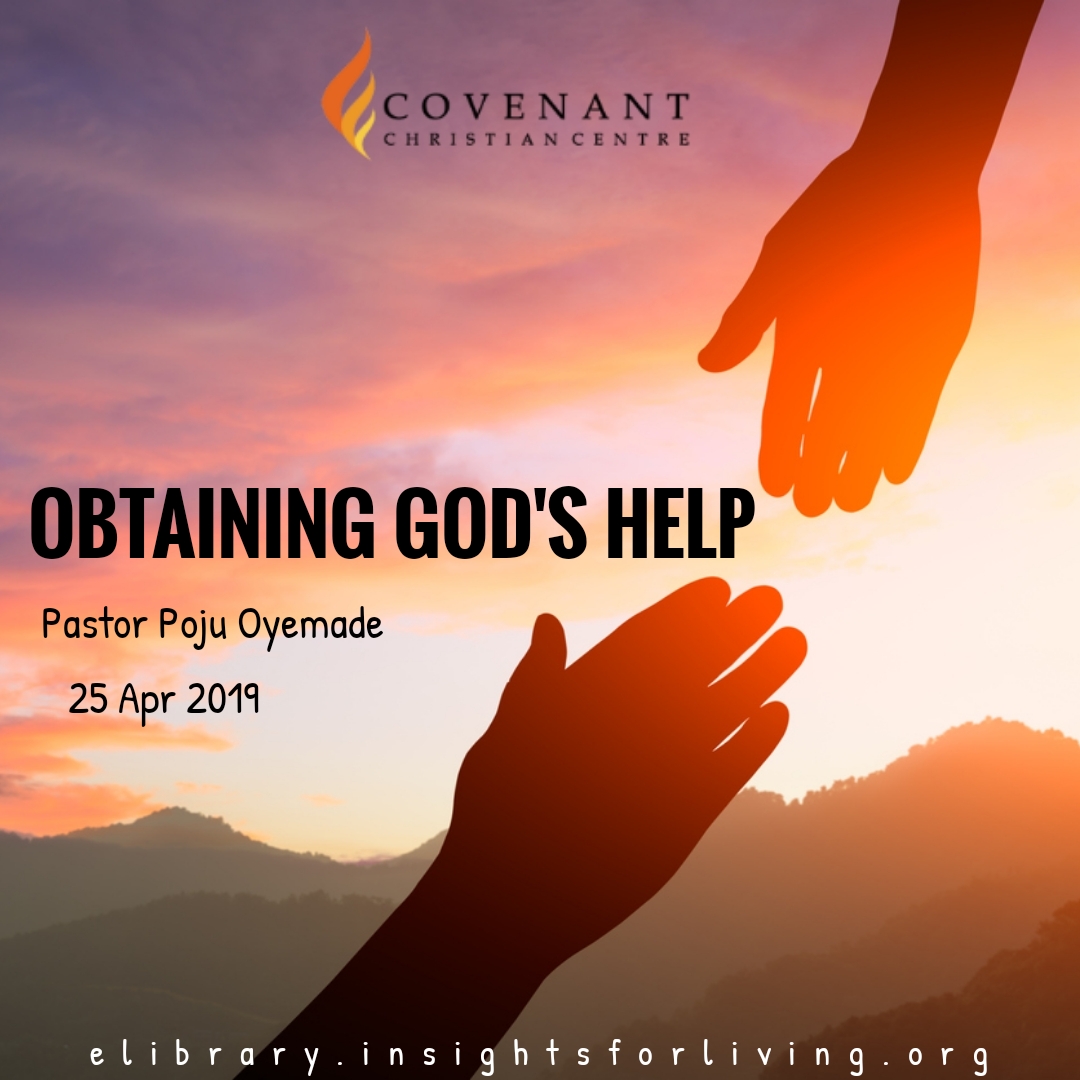 COVENANT
CHRISTIAN CENTRE
OBTAINING GOD'S HELP
Pastor Poju Oyemade
25 Apr 2019
elibrary.insightsforliving.org